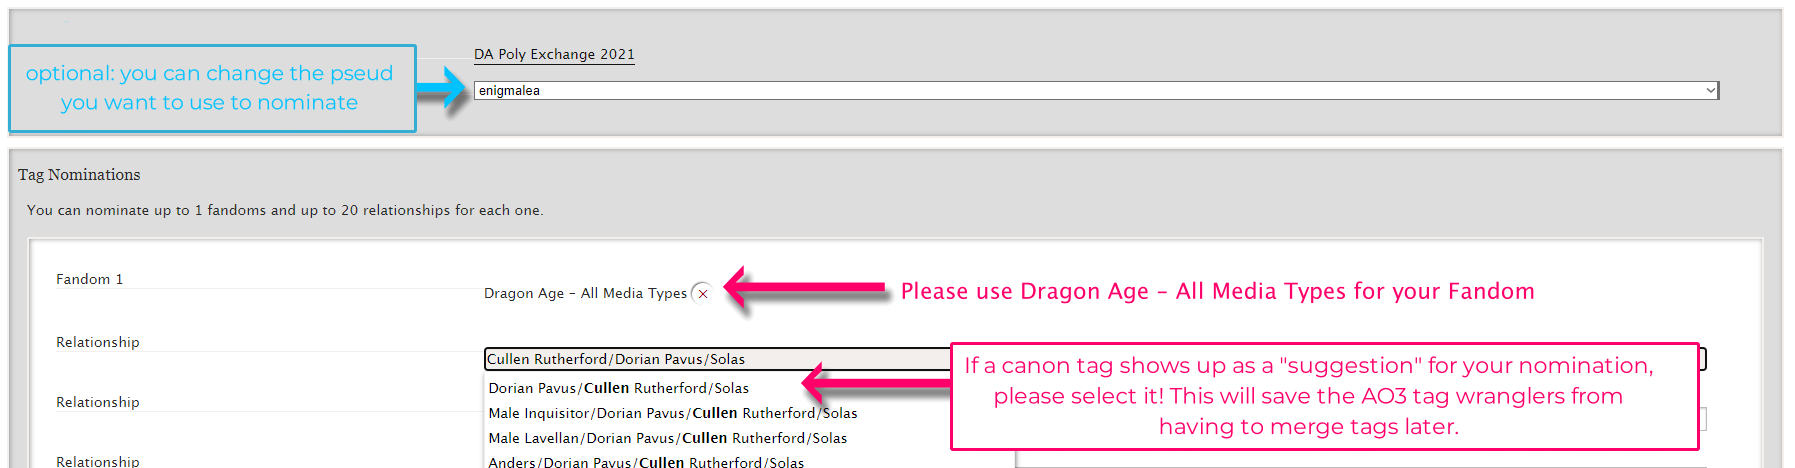 DA Poly Exchange 2021
optional: you can change the pseud
you want to use to nominate
enigmalea
Tag Nominations
You can nominate up to 1 fandoms and up to 20 relationships for each one.
Fandom 1
Dragon Age - All Media Types
Please use Dragon Age - All Media Types for your Fandom
Relationship
Cullen Rutherford/Dorian Pavus/Solas
If a canon tag shows up as a "suggestion" for your nomination,
please select it! This will save the AO3 tag wranglers from
having to merge tags later.
Dorian Pavus/Cullen Rutherford/Solas
Relationship
Male Inquisitor/Dorian Pavus/Cullen Rutherford/Solas
Male Lavellan/Dorian Pavus/Cullen Rutherford/Solas
Relationship
Anders/Dorian Pavus/Cullen Rutherford/Solas